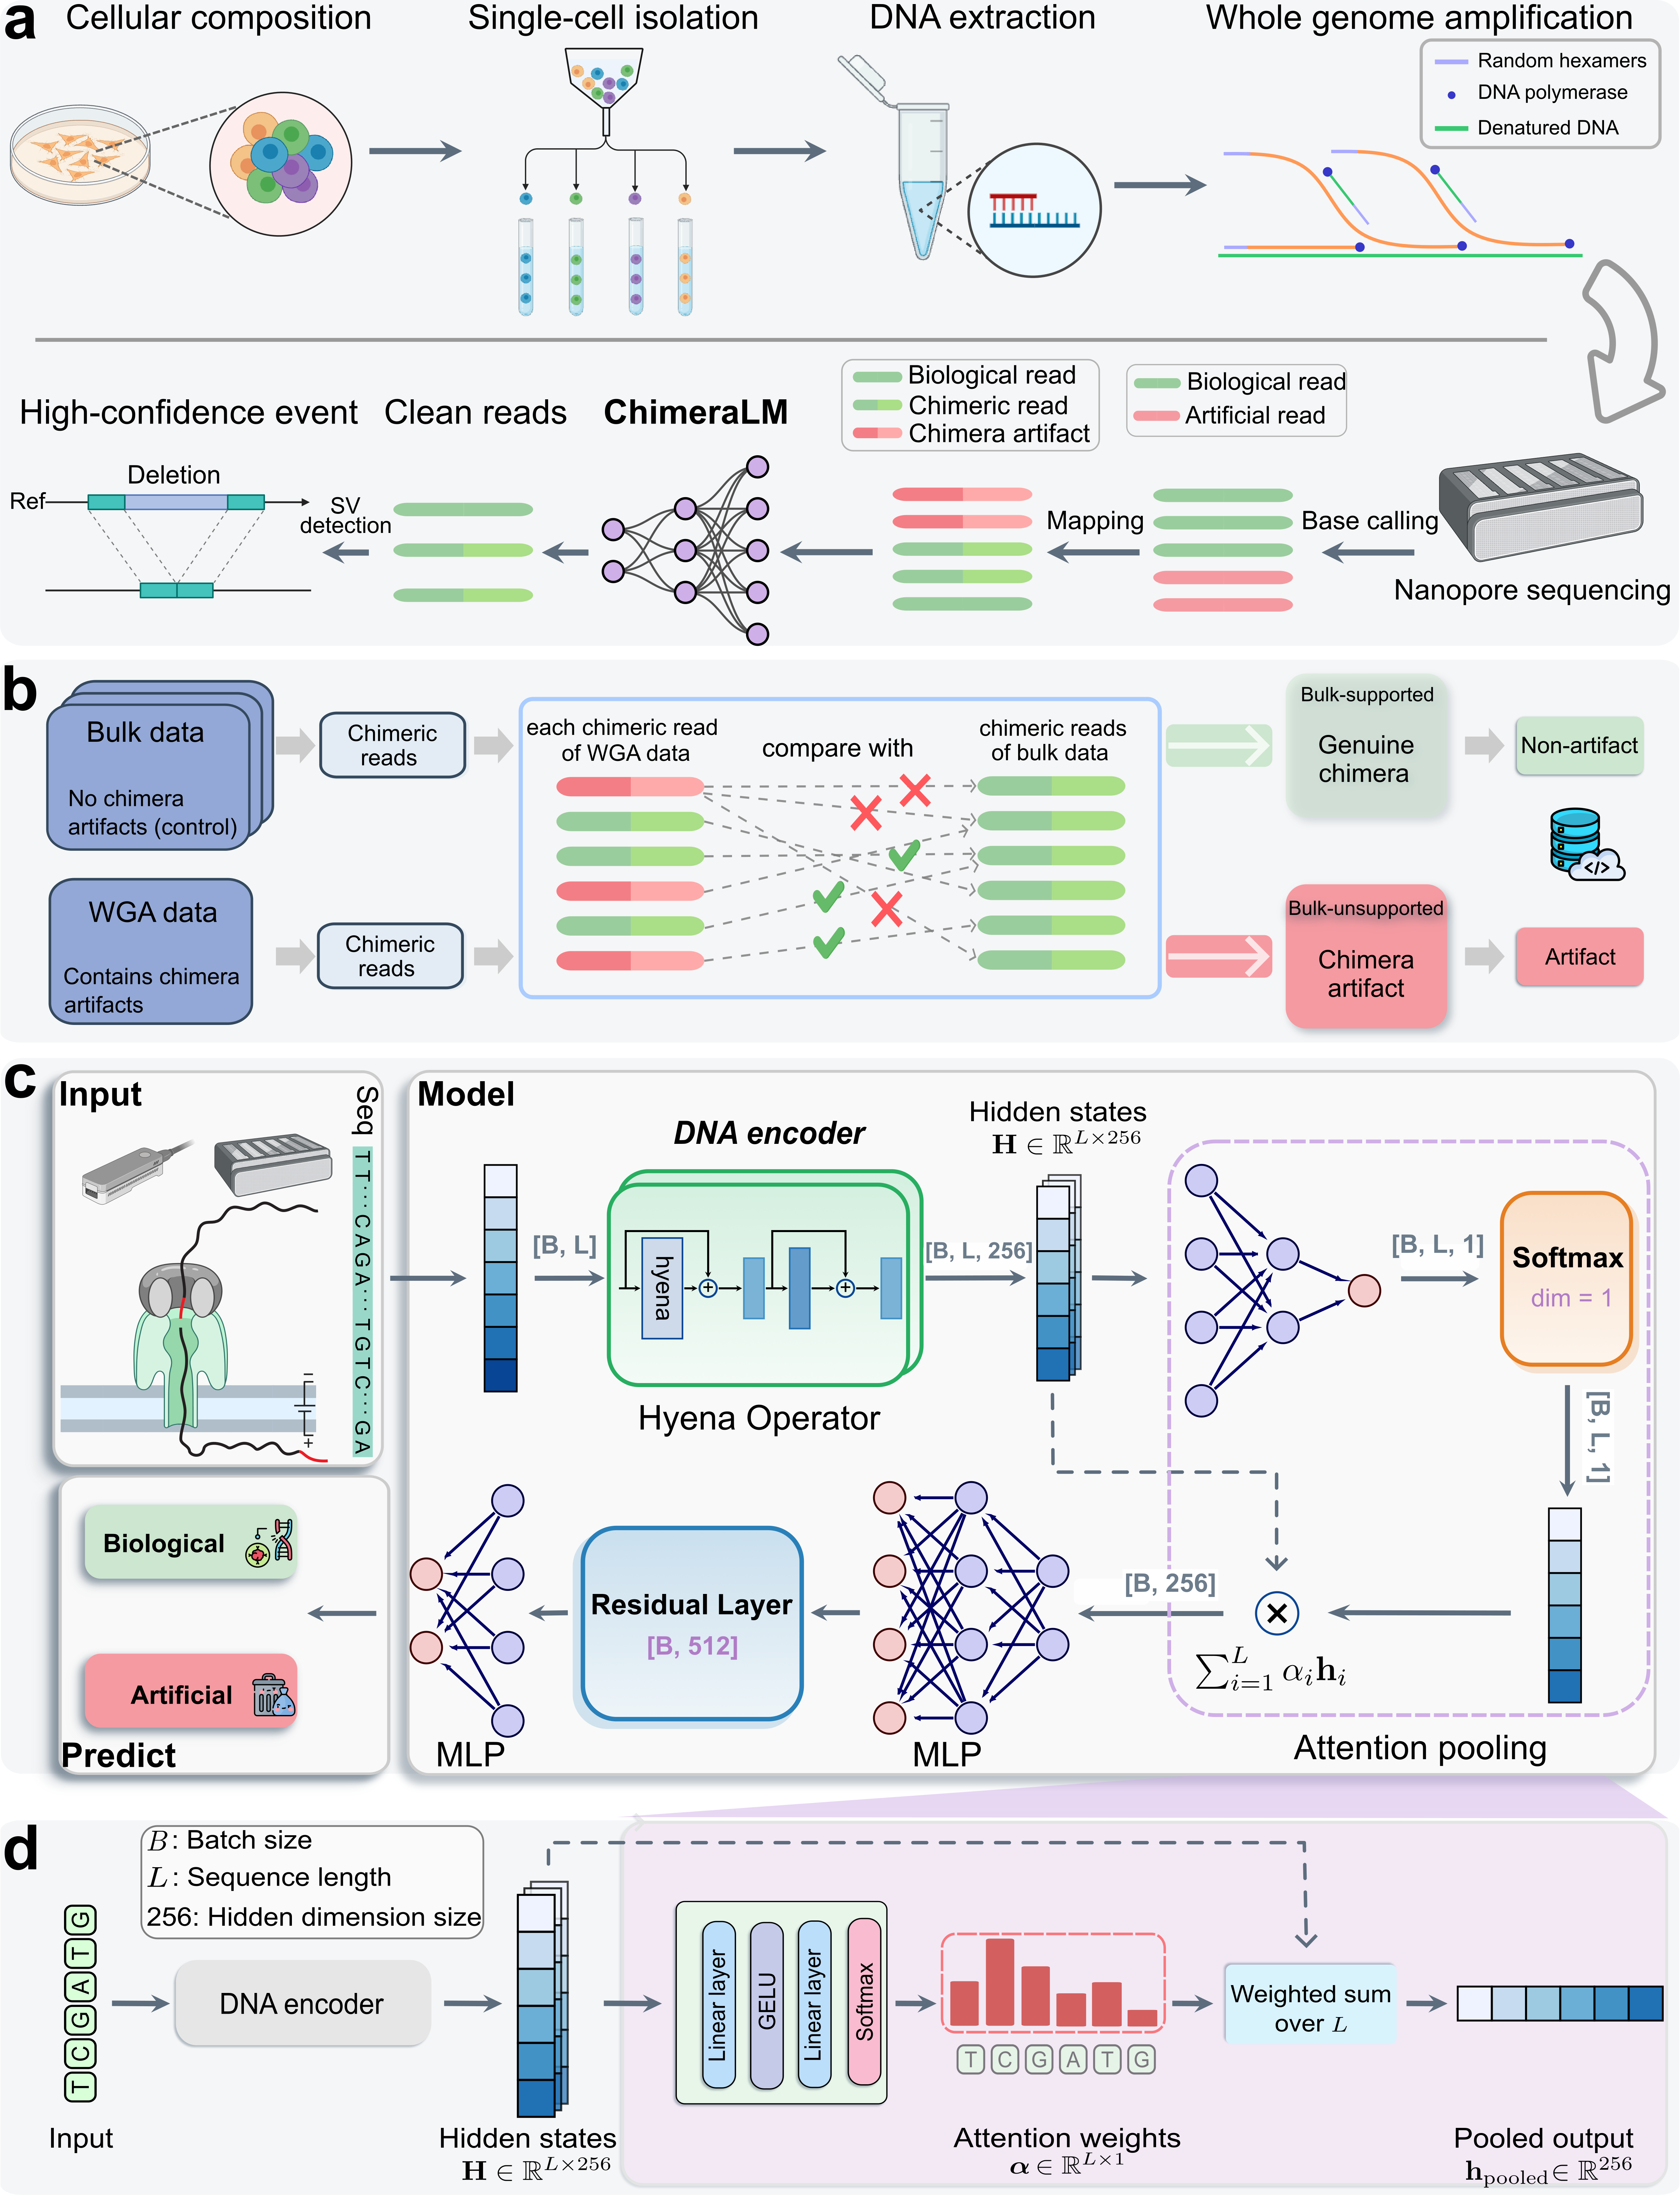 a
Cellular composition
Single-cell isolation
DNA extraction
Whole genome amplification
Random hexamers
DNA polymerase
Denatured DNA
Biological read
Chimeric read
Chimera artifact
Biological read
Artificial read
High-confidence event
Clean reads
ChimeraLM
Deletion
Ref
SV
detection
Mapping
Base calling
Nanopore sequencing
b
Bulk data
No chimera
artifacts (control)
Chimeric
reads
WGA data
Contains chimera
artifacts
Chimeric
reads
each chimeric read
of WGA data
compare with
chimeric reads
of bulk data
Bulk-supported
Genuine
chimera
Non-artifact
</>
Bulk-unsupported
Chimera
artifact
Artifact
c
Input
Seq
TT···CAGA···TGTC···GA
−
+
Model
DNA encoder
[B, L]
hyena
+
+
Hyena Operator
[B, L, 256]
Hidden states
H ∈ ℝ^{L×256}
[B, L, 1]
Softmax
dim = 1
[B, L, 1]
×
∑_{i=1}^{L} α_i h_i
Attention pooling
[B, 256]
MLP
Residual Layer
[B, 512]
MLP
Biological
Artificial
Predict
d
B: Batch size
L: Sequence length
256: Hidden dimension size
TCGATG
Input
DNA encoder
Hidden states
H ∈ ℝ^{L×256}
Linear layer
GELU
Linear layer
Softmax
T C G A T G
Attention weights
α ∈ ℝ^{L×1}
Weighted sum
over L
Pooled output
h_{pooled} ∈ ℝ^{256}